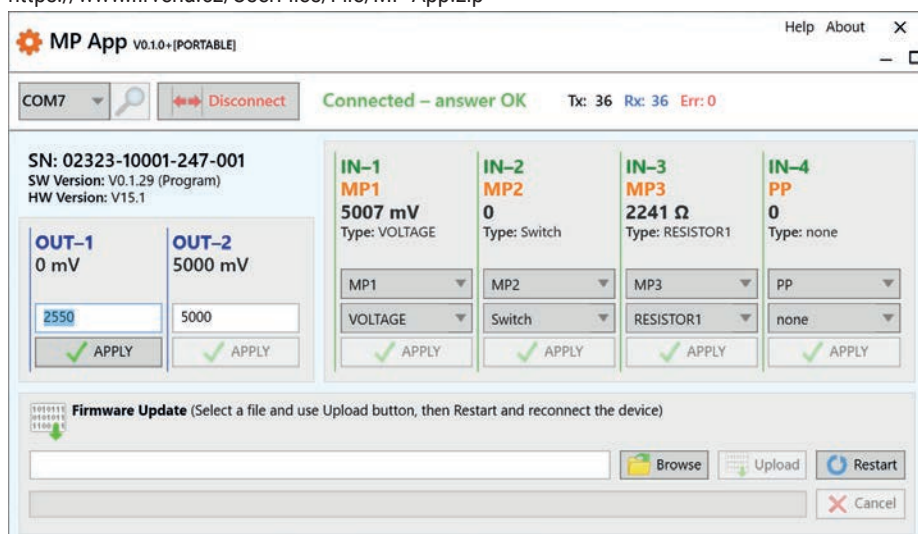 MP App V0.1.0+[PORTABLE]
Help About
COM7
Disconnect
Connected – answer OK
Tx: 36 Rx: 36 Err: 0
SN: 02323-10001-247-001
SW Version: V0.1.29 (Program)
HW Version: V15.1
OUT–1
0 mV
2550
APPLY
OUT–2
5000 mV
5000
APPLY
IN–1
MP1
5007 mV
Type: VOLTAGE
MP1
VOLTAGE
APPLY
IN–2
MP2
0
Type: Switch
MP2
Switch
APPLY
IN–3
MP3
2241 Ω
Type: RESISTOR1
MP3
RESISTOR1
APPLY
IN–4
PP
0
Type: none
PP
none
APPLY
Firmware Update (Select a file and use Upload button, then Restart and reconnect the device)
Browse
Upload
Restart
Cancel